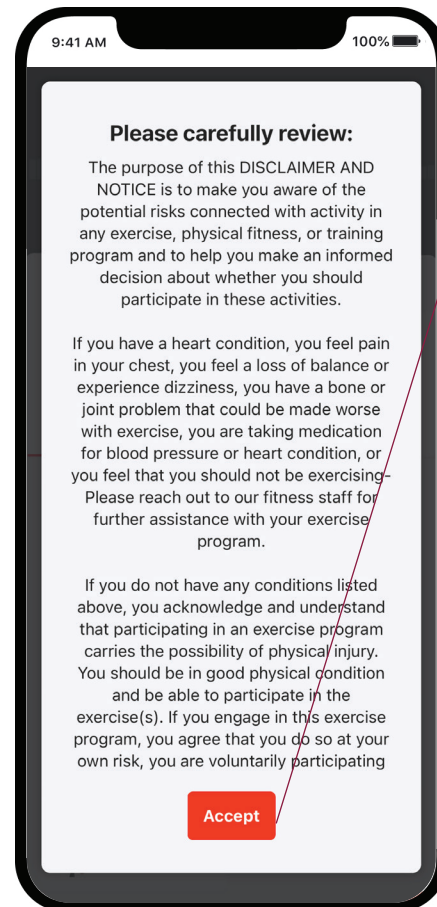 9:41 AM
100%
Please carefully review:
The purpose of this DISCLAIMER AND
NOTICE is to make you aware of the
potential risks connected with activity in
any exercise, physical fitness, or training
program and to help you make an informed
decision about whether you should
participate in these activities.
If you have a heart condition, you feel pain
in your chest, you feel a loss of balance or
experience dizziness, you have a bone or
joint problem that could be made worse
with exercise, you are taking medication
for blood pressure or heart condition, or
you feel that you should not be exercising-
Please reach out to our fitness staff for
further assistance with your exercise
program.
If you do not have any conditions listed
above, you acknowledge and understand
that participating in an exercise program
carries the possibility of physical injury.
You should be in good physical condition
and be able to participate in the
exercise(s). If you engage in this exercise
program, you agree that you do so at your
own risk, you are voluntarily participating
Accept